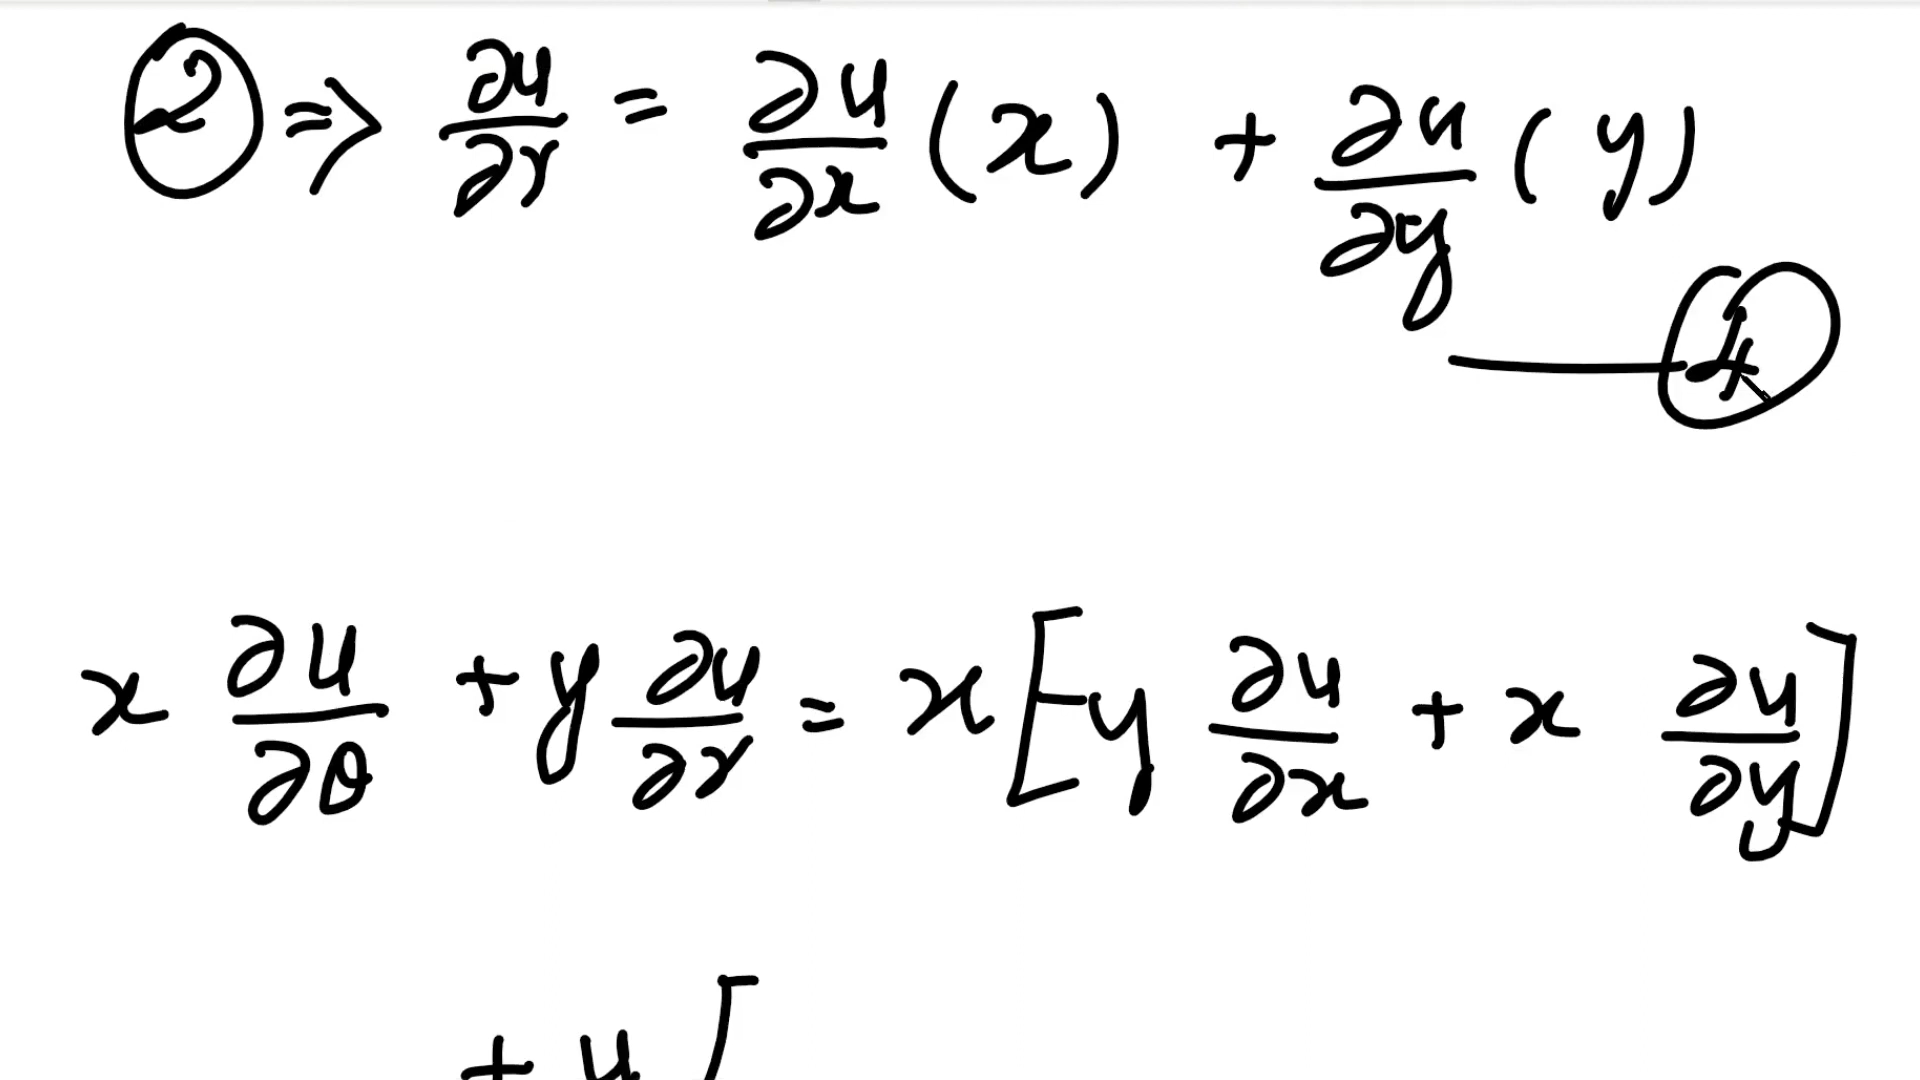 ② ⇒ ∂u/∂r = ∂u/∂x (x) + ∂u/∂y (y)
—— ④
x ∂u/∂θ + y ∂u/∂r = x [-y ∂u/∂x + x ∂u/∂y]
+ y [